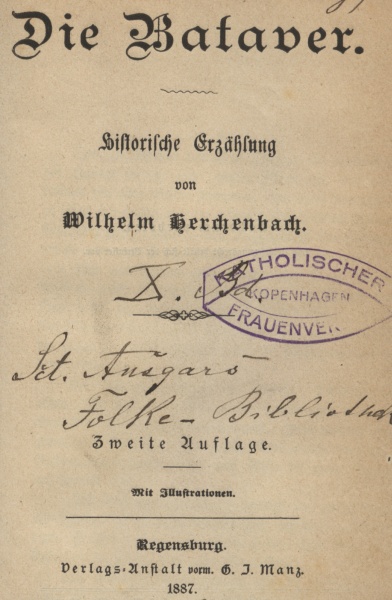 Die Bataver.
Historische Erzählung
von
Wilhelm Herchenbach.
X.
KATHOLISCHER
KOPENHAGEN
FRAUENVER
Sct. Ansgars
Folke-Bibliothek
Zweite Auflage.
Mit Illustrationen.
Regensburg.
Verlags-Anstalt vorm. G. J. Manz.
1887.